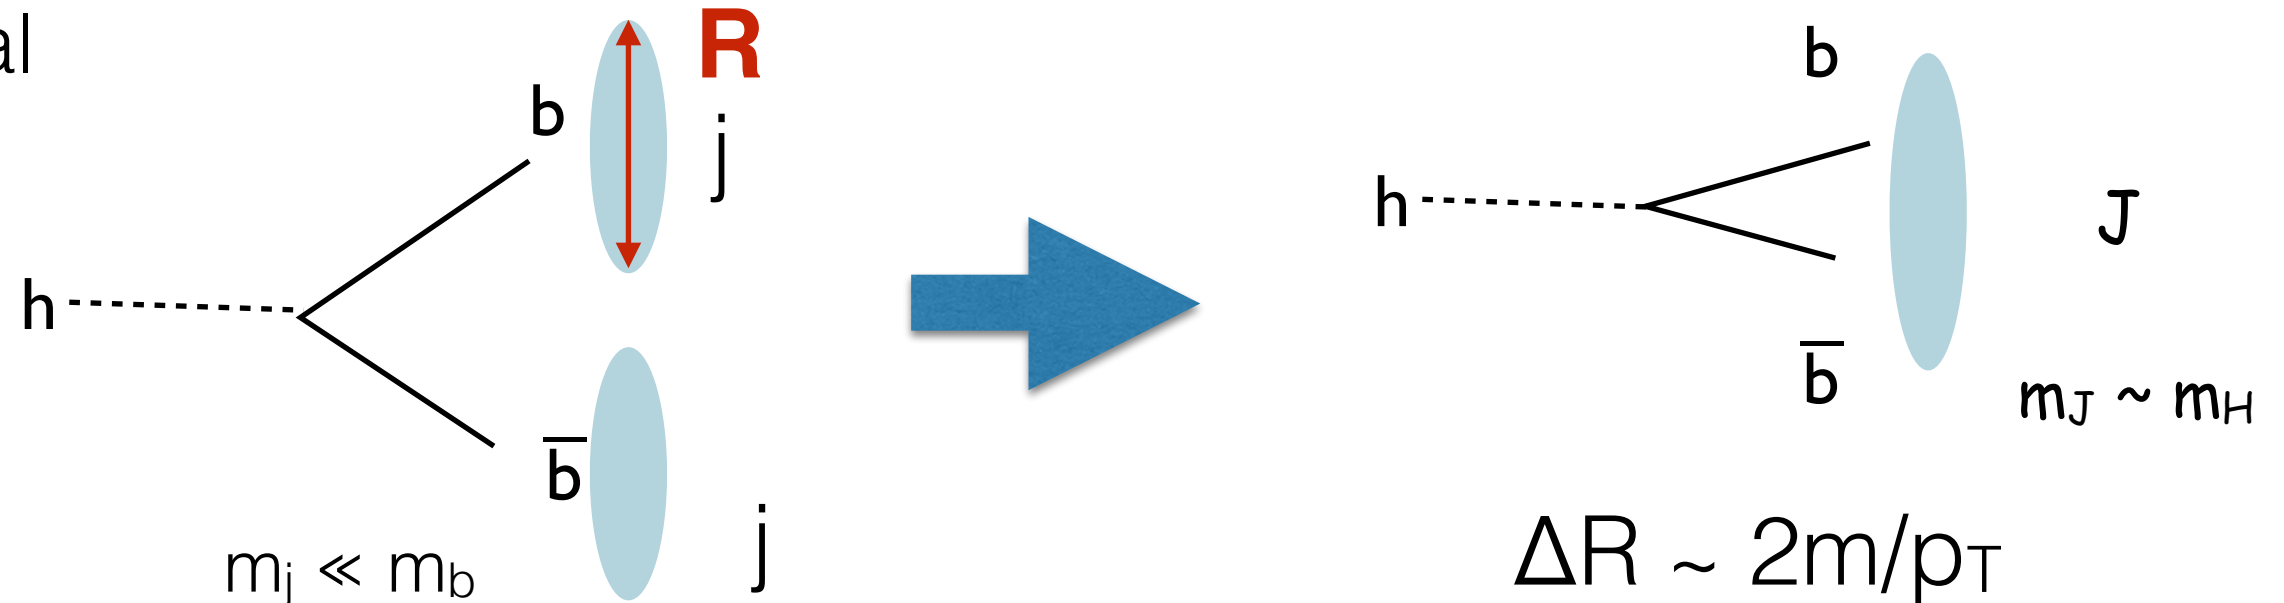 al
R
b
j
h
b̅
j
mj ≪ mb
h
b
J
b̅
mJ ~ mH
ΔR ~ 2m/pT